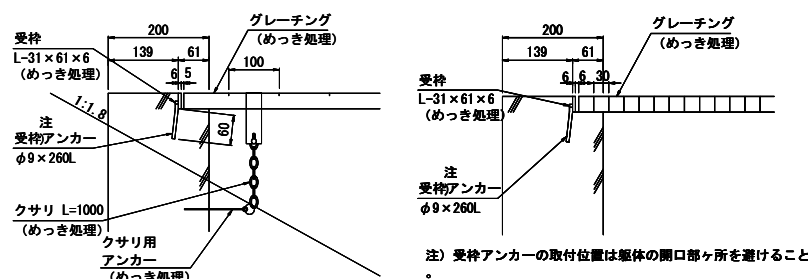 200
グレーチング
(めっき処理)
受枠
L-31×61×6
(めっき処理)
139
61
6
5
100
1:1.8
60
注
受枠アンカー
φ9×260L
クサリ L=1000
(めっき処理)
クサリ用
アンカー
(めっき処理)
200
グレーチング
(めっき処理)
139
61
受枠
L-31×61×6
(めっき処理)
6
6
30
注
受枠アンカー
φ9×260L
注）受枠アンカーの取付位置は躯体の開口部ヶ所を避けること
。